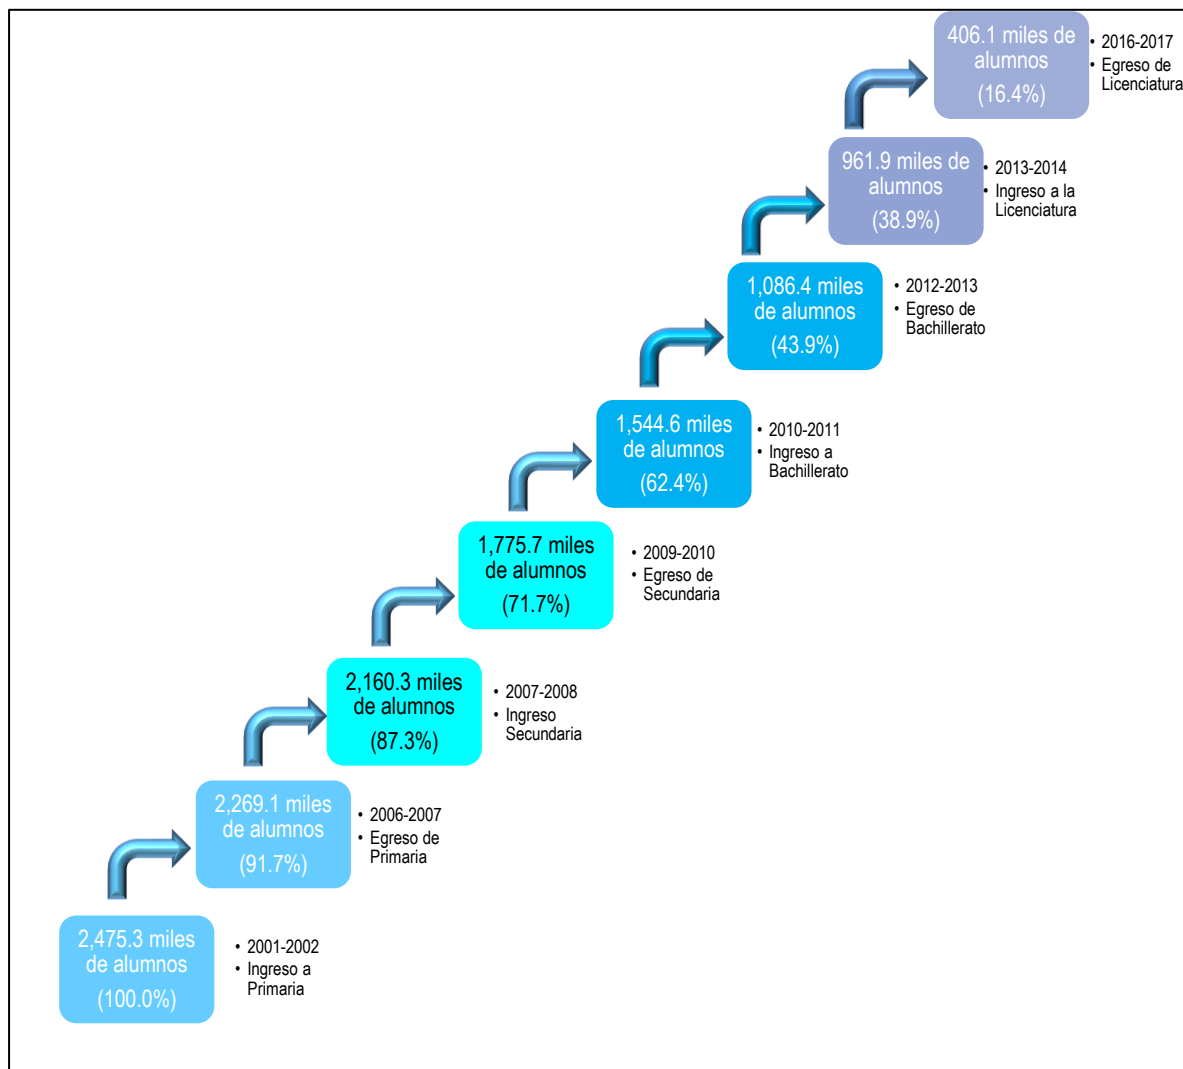 406.1 miles de
alumnos
(16.4%)
• 2016-2017
• Egreso de
Licenciatura
961.9 miles de
alumnos
(38.9%)
• 2013-2014
• Ingreso a la
Licenciatura
1,086.4 miles
de alumnos
(43.9%)
• 2012-2013
• Egreso de
Bachillerato
1,544.6 miles
de alumnos
(62.4%)
• 2010-2011
• Ingreso a
Bachillerato
1,775.7 miles
de alumnos
(71.7%)
• 2009-2010
• Egreso de
Secundaria
2,160.3 miles
de alumnos
(87.3%)
• 2007-2008
• Ingreso
Secundaria
2,269.1 miles
de alumnos
(91.7%)
• 2006-2007
• Egreso de
Primaria
2,475.3 miles
de alumnos
(100.0%)
• 2001-2002
• Ingreso a
Primaria